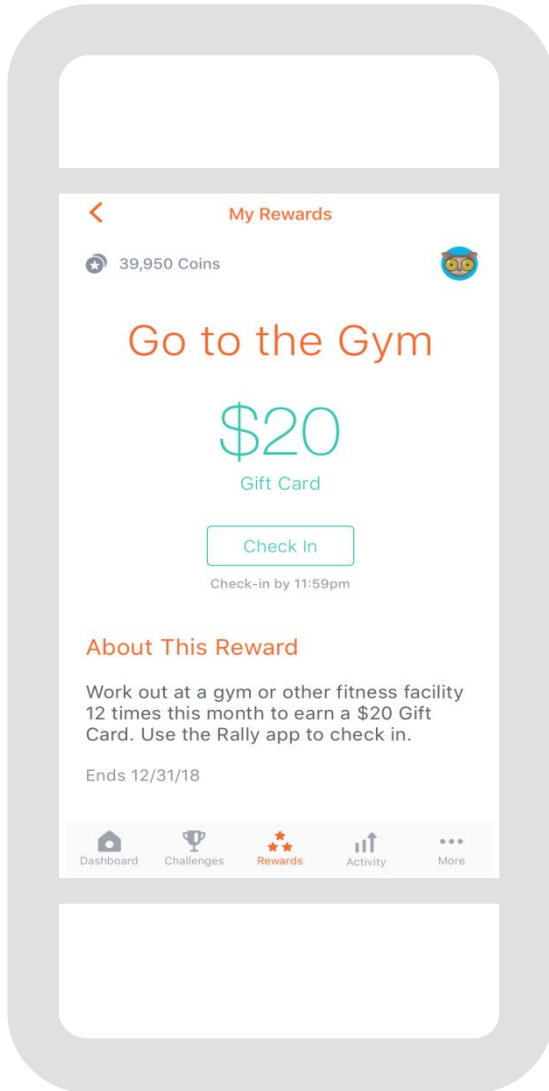 My Rewards
39,950 Coins
Go to the Gym
$20
Gift Card
Check In
Check-in by 11:59pm
About This Reward
Work out at a gym or other fitness facility
12 times this month to earn a $20 Gift
Card. Use the Rally app to check in.
Ends 12/31/18
Dashboard Challenges Rewards Activity More